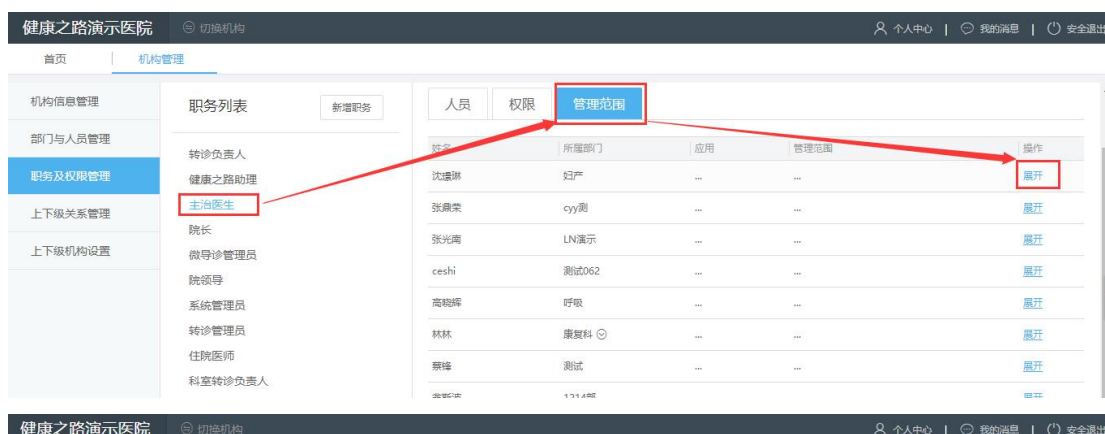 健康之路演示医院 切换机构 个人中心 | 我的消息 | 安全退出
首页 机构管理
机构信息管理
部门与人员管理
职务及权限管理
上下级关系管理
上下级机构设置
职务列表 新增职务
转诊负责人
健康之路助理
主治医生
院长
微导诊管理员
院领导
系统管理员
转诊管理员
住院医师
科室转诊负责人
人员 权限 管理范围
姓名 所属部门 应用 管理范围 操作
沈璟琳 妇产 ... ... 展开
张鼎荣 cyy测 ... ... 展开
张光南 LN演示 ... ... 展开
ceshi 测试062 ... ... 展开
高晓辉 呼吸 ... ... 展开
林林 康复科 ... ... 展开
蔡锋 测试 ... ... 展开
1214部 展开
健康之路演示医院 切换机构 个人中心 | 我的消息 | 安全退出